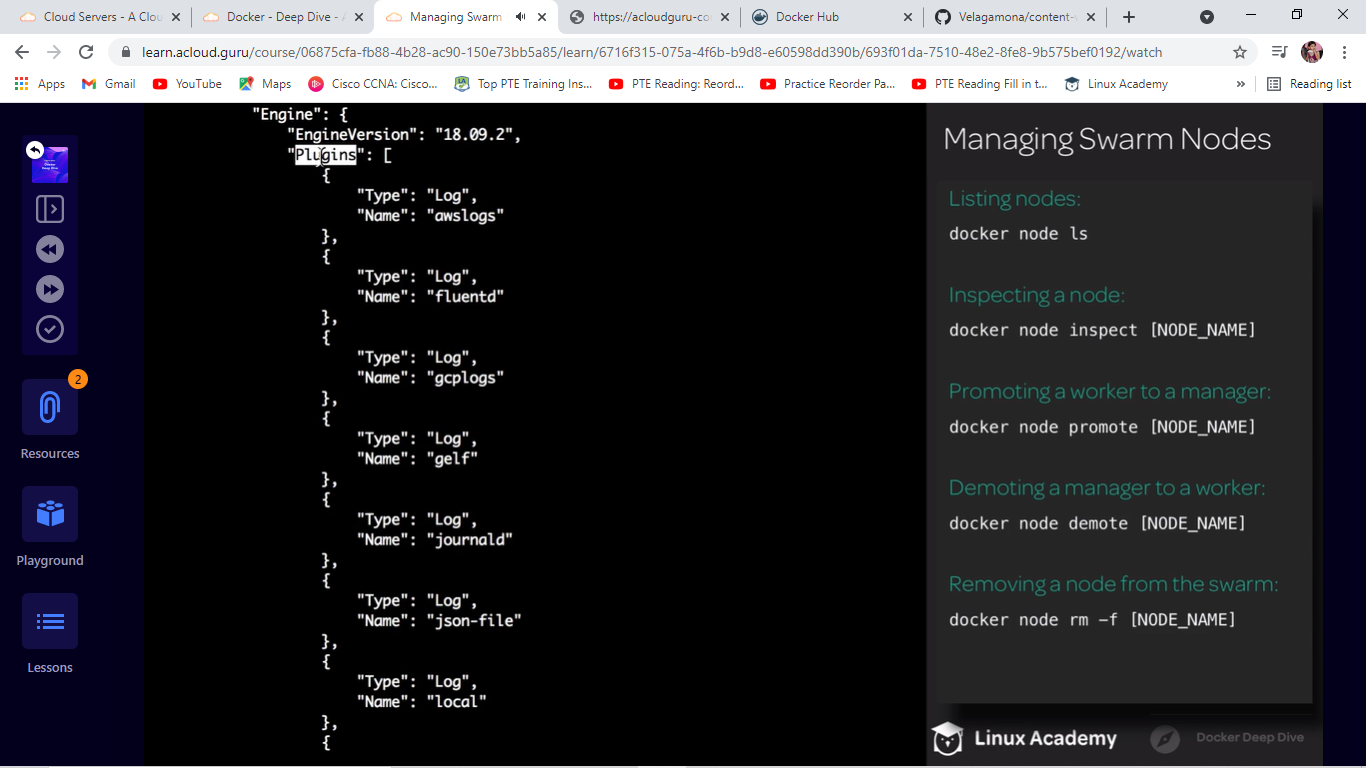 Cloud Servers - A Clou
Docker - Deep Dive - A
Managing Swarm
https://acloudguru-co
Docker Hub
Velagamona/content-
learn.acloud.guru/course/06875cfa-fb88-4b28-ac90-150e73bb5a85/learn/6716f315-075a-4f6b-b9d8-e60598dd390b/693f01da-7510-48e2-8fe8-9b575bef0192/watch
Apps
Gmail
YouTube
Maps
Cisco CCNA: Cisco...
Top PTE Training Ins...
PTE Reading: Reord...
Practice Reorder Pa...
PTE Reading Fill in t...
Linux Academy
»
Reading list
Docker
Deep Dive
2
Resources
Playground
Lessons
"Engine": {
"EngineVersion": "18.09.2",
"Plugins": [
{
"Type": "Log",
"Name": "awslogs"
},
{
"Type": "Log",
"Name": "fluentd"
},
{
"Type": "Log",
"Name": "gcplogs"
},
{
"Type": "Log",
"Name": "gelf"
},
{
"Type": "Log",
"Name": "journald"
},
{
"Type": "Log",
"Name": "json-file"
},
{
"Type": "Log",
"Name": "local"
},
{
Managing Swarm Nodes
Listing nodes:
docker node ls
Inspecting a node:
docker node inspect [NODE_NAME]
Promoting a worker to a manager:
docker node promote [NODE_NAME]
Demoting a manager to a worker:
docker node demote [NODE_NAME]
Removing a node from the swarm:
docker node rm -f [NODE_NAME]
Linux Academy
Docker Deep Dive